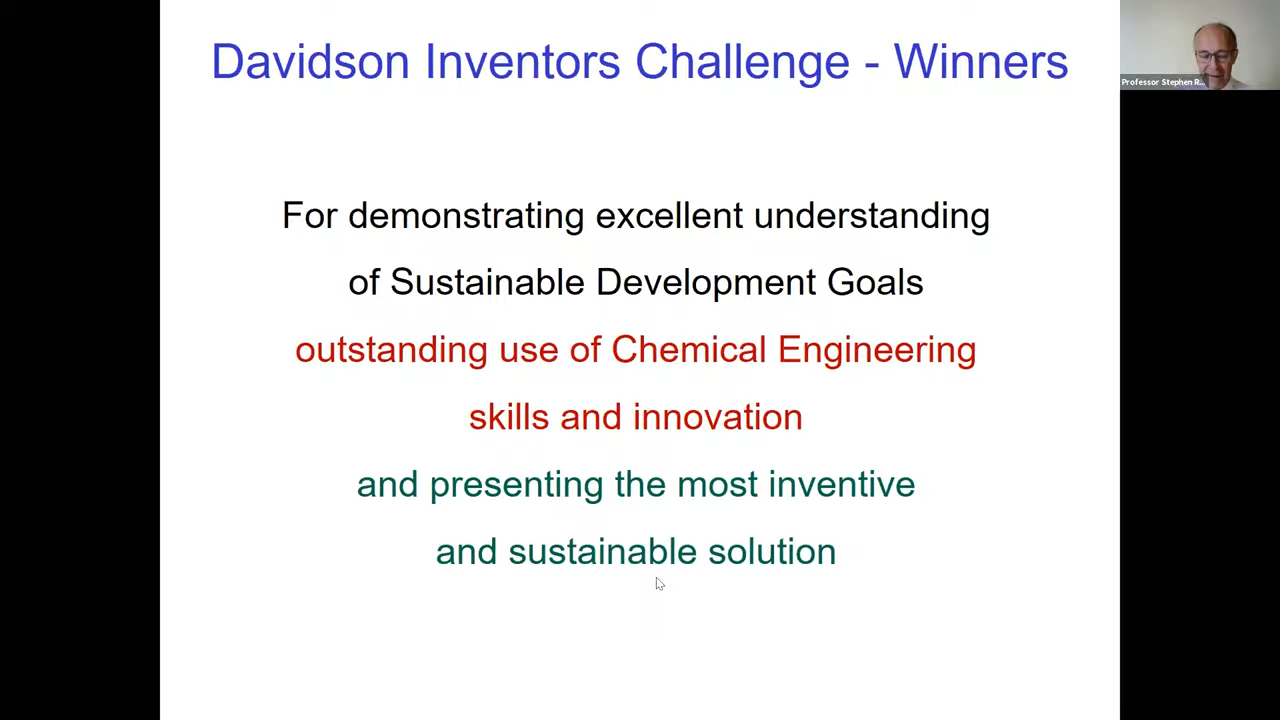 Davidson Inventors Challenge - Winners
Professor Stephen R...
For demonstrating excellent understanding
of Sustainable Development Goals
outstanding use of Chemical Engineering
skills and innovation
and presenting the most inventive
and sustainable solution